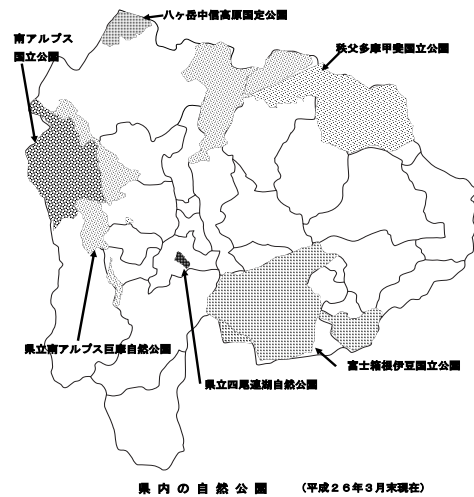 八ヶ岳中信高原国定公園
南アルプス
国立公園
秩父多摩甲斐国立公園
県立南アルプス巨摩自然公園
富士箱根伊豆国立公園
県立四尾連湖自然公園
県内の自然公園 (平成26年3月末現在)